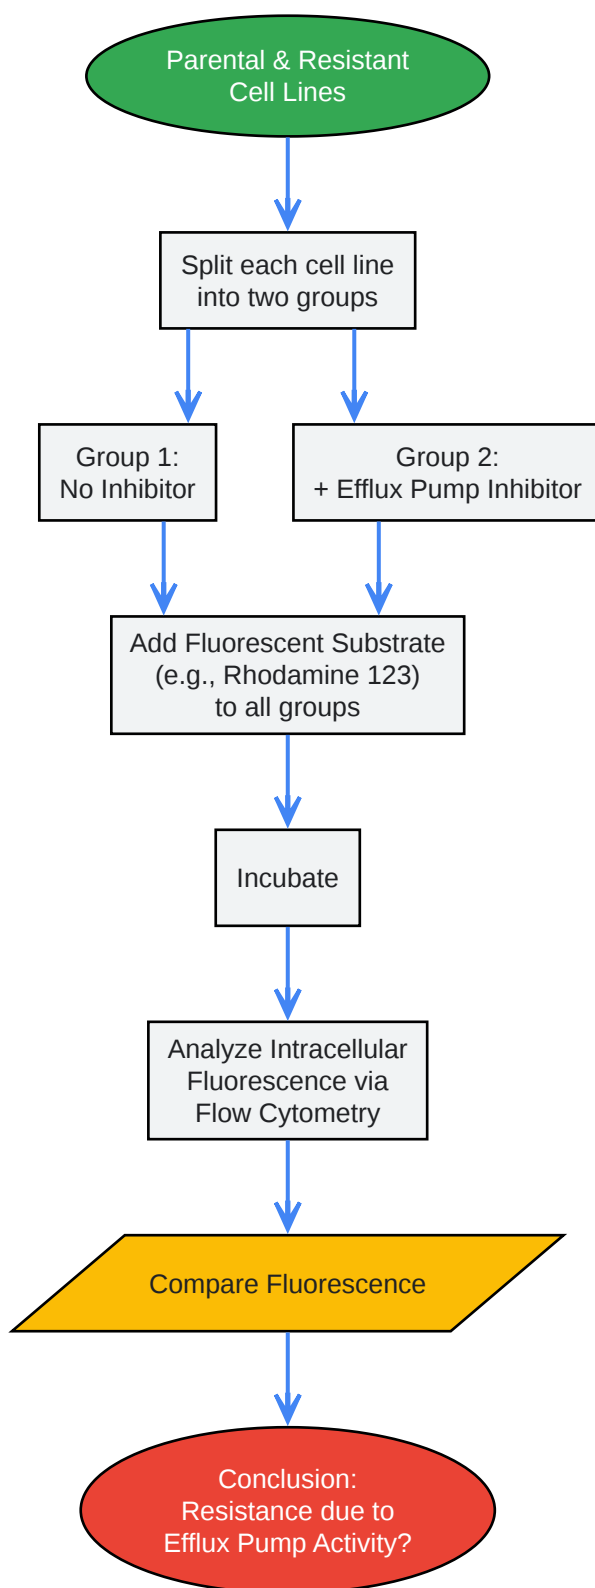 Parental & Resistant
Cell Lines
Split each cell line
into two groups
Group 1:
No Inhibitor
Group 2:
+ Efflux Pump Inhibitor
Add Fluorescent Substrate
(e.g., Rhodamine 123)
to all groups
Incubate
Analyze Intracellular
Fluorescence via
Flow Cytometry
Compare Fluorescence
Conclusion:
Resistance due to
Efflux Pump Activity?